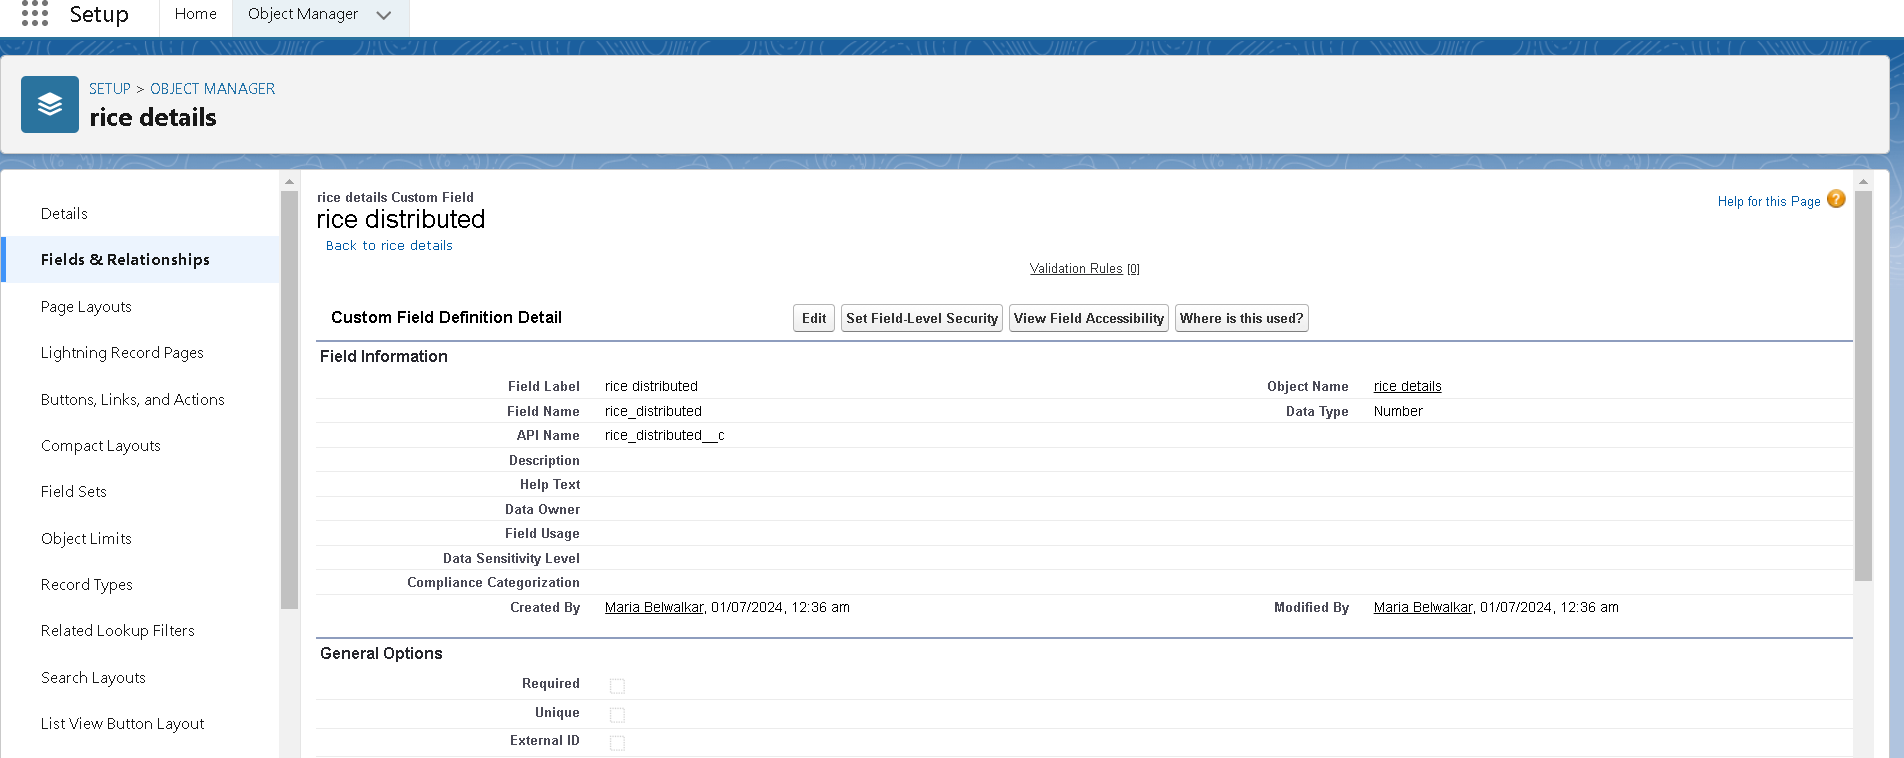 Setup
Home
Object Manager
SETUP > OBJECT MANAGER
rice details
Details
Fields & Relationships
Page Layouts
Lightning Record Pages
Buttons, Links, and Actions
Compact Layouts
Field Sets
Object Limits
Record Types
Related Lookup Filters
Search Layouts
List View Button Layout
rice details Custom Field
rice distributed
Back to rice details
Help for this Page ?
Validation Rules [0]
Custom Field Definition Detail
Edit
Set Field-Level Security
View Field Accessibility
Where is this used?
Field Information
Field Label rice distributed Object Name rice details
Field Name rice_distributed Data Type Number
API Name rice_distributed__c
Description
Help Text
Data Owner
Field Usage
Data Sensitivity Level
Compliance Categorization
Created By Maria Belwalkar, 01/07/2024, 12:36 am Modified By Maria Belwalkar, 01/07/2024, 12:36 am
General Options
Required
Unique
External ID